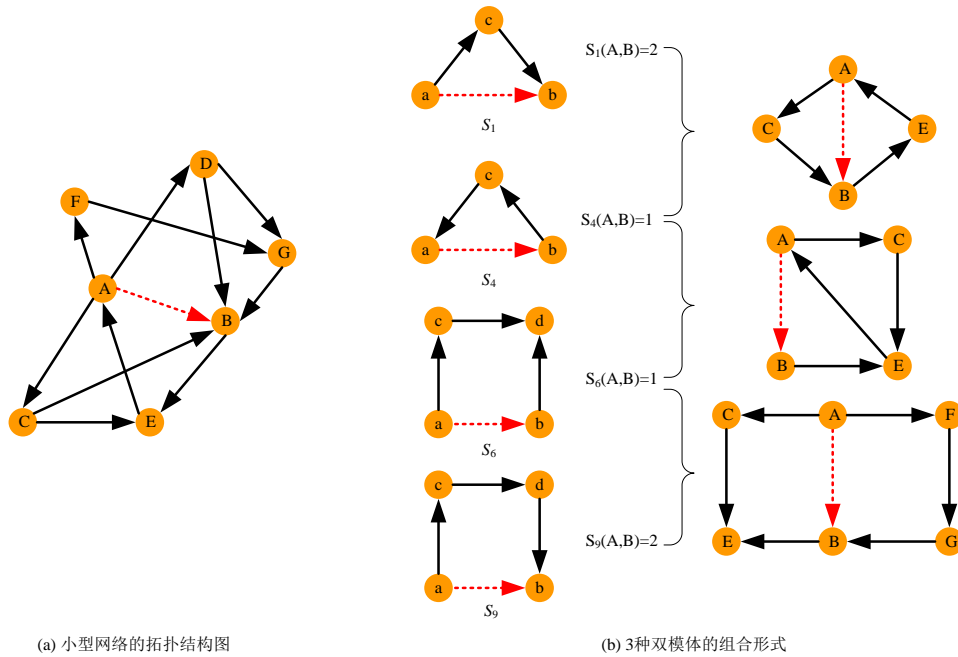 D
F
G
A
B
C
E
(a) 小型网络的拓扑结构图
c
a
b
S₁
c
a
b
S₄
c
d
a
b
S₆
c
d
a
b
S₉
S₁(A,B)=2
S₄(A,B)=1
S₆(A,B)=1
S₉(A,B)=2
A
C
E
B
A
C
B
E
C
A
F
E
B
G
(b) 3种双模体的组合形式